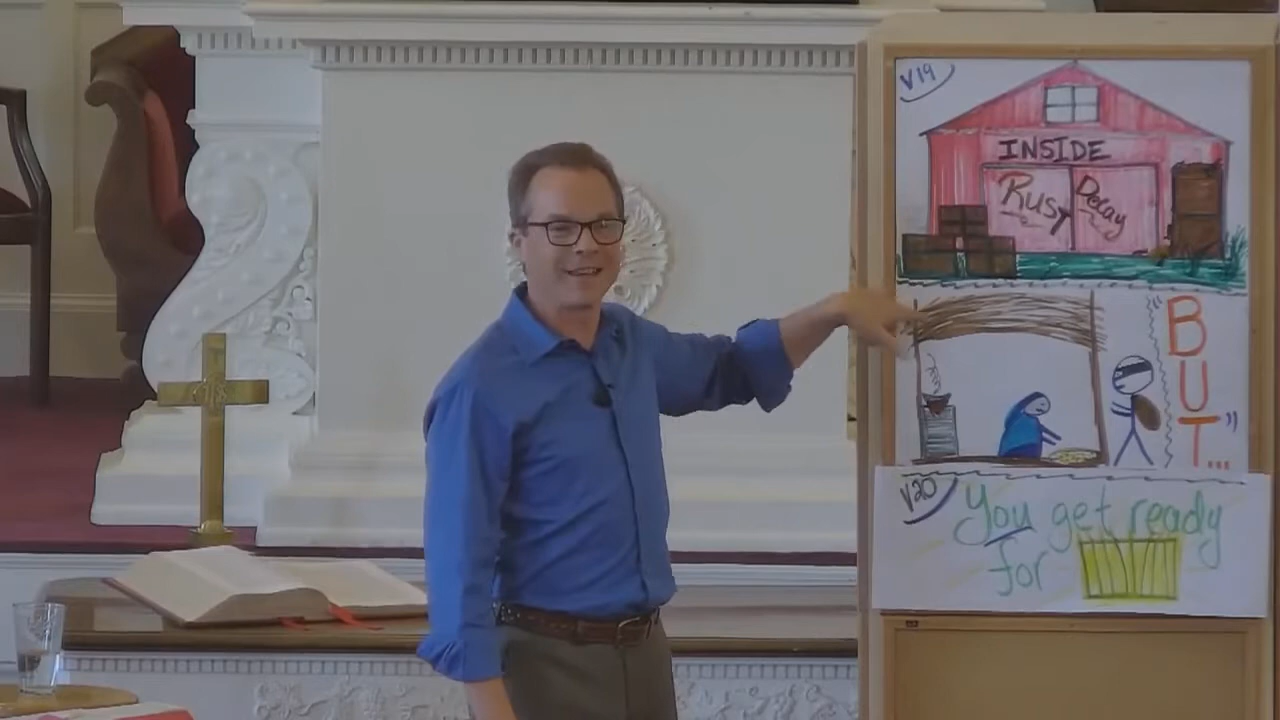 V19
INSIDE
RUST Decay
"BUT..."
V20
You get ready
for